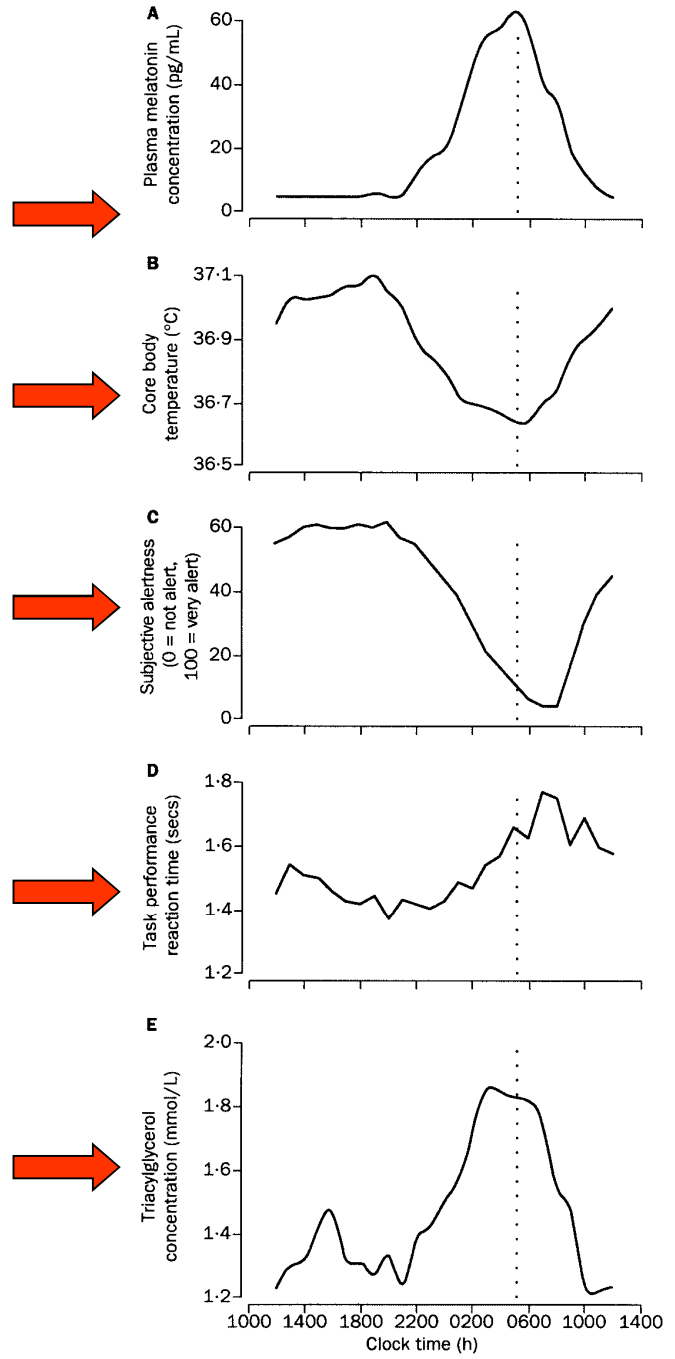 A
Plasma melatonin
concentration (pg/mL)
60
40
20
0
B
Core body
temperature (°C)
37·1
36·9
36·7
36·5
C
Subjective alertness
(0 = not alert,
100 = very alert)
60
40
20
0
D
Task performance
reaction time (secs)
1·8
1·6
1·4
1·2
E
Triacylglycerol
concentration (mmol/L)
2·0
1·8
1·6
1·4
1·2
1000 1400 1800 2200 0200 0600 1000 1400
Clock time (h)